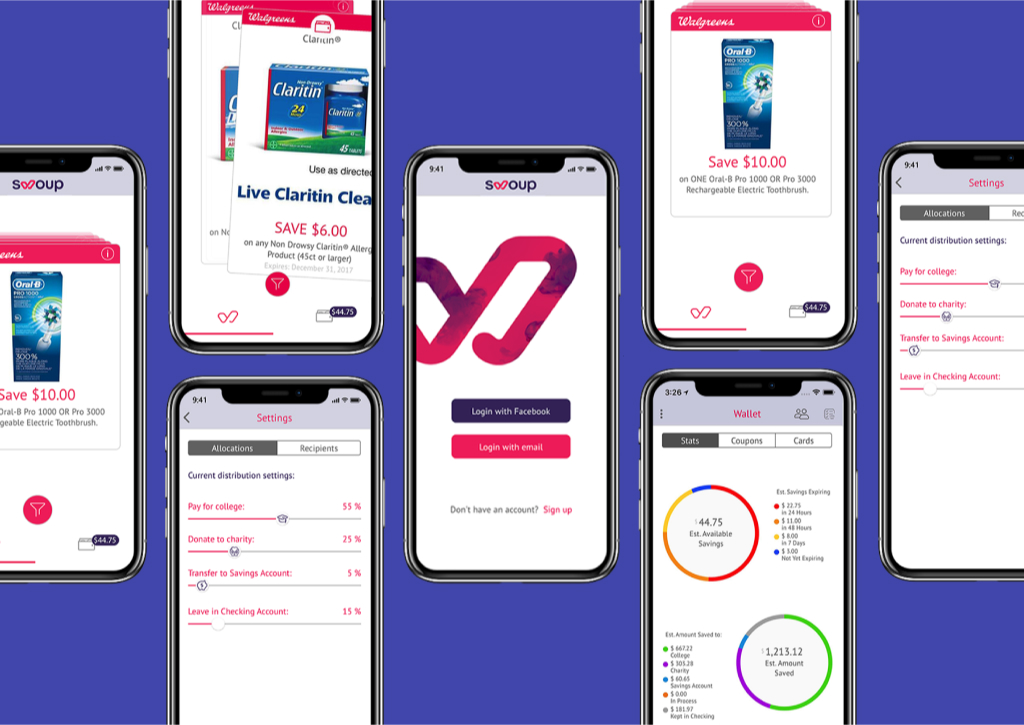 swoup
eens
Oral-B
PRO 1000
300%
Save $10.00
Oral-B Pro 1000 OR Pro 3000
geable Electric Toothbrush.
$44.75
Walgreens
Walgreens
Claritin®
Non Drowsy
Claritin
24
Claritin
45 TABLETS
Use as directed
Live Claritin Clea
SAVE $6.00
on any Non Drowsy Claritin® Allerg
Product (45ct or larger)
Expires: December 31, 2017
on No
$44.75
9:41
Settings
Allocations
Recipients
Current distribution settings:
Pay for college:
55 %
Donate to charity:
25 %
Transfer to Savings Account:
5 %
Leave in Checking Account:
15 %
9:41
swoup
Login with Facebook
Login with email
Don't have an account? Sign up
Walgreens
Oral-B
PRO 1000
300%
Save $10.00
on ONE Oral-B Pro 1000 OR Pro 3000
Rechargeable Electric Toothbrush.
$44.75
3:26
Wallet
Stats
Coupons
Cards
$44.75
Est. Available
Savings
Est. Savings Expiring
$ 22.75
in 24 Hours
$ 11.00
in 48 Hours
$ 8.00
in 7 Days
$ 3.00
Not Yet Expiring
Est. Amount Saved to:
$ 667.22
College
$ 303.28
Charity
$ 60.65
Savings Account
$ 0.00
In Process
$ 181.97
Kept in Checking
$1,213.12
Est. Amount
Saved
9:41
Settings
Allocations
Rec
Current distribution settings:
Pay for college:
Donate to charity:
Transfer to Savings Account:
Leave in Checking Account: